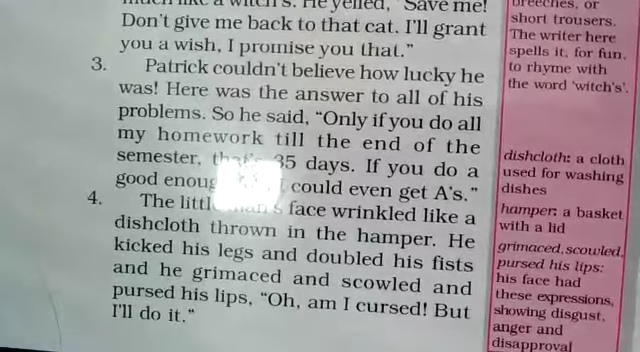 much like a witch's. He yelled, "Save me!
Don't give me back to that cat. I'll grant
you a wish, I promise you that."
3. Patrick couldn't believe how lucky he
was! Here was the answer to all of his
problems. So he said, "Only if you do all
my homework till the end of the
semester, that's 35 days. If you do a
good enoug could even get A's."
4. The littl man's face wrinkled like a
dishcloth thrown in the hamper. He
kicked his legs and doubled his fists
and he grimaced and scowled and
pursed his lips, "Oh, am I cursed! But
I'll do it."
breeches, or
short trousers.
The writer here
spells it, for fun,
to rhyme with
the word 'witch's'.
dishcloth: a cloth
used for washing
dishes
hamper: a basket
with a lid
grimaced, scowled,
pursed his lips:
his face had
these expressions,
showing disgust,
anger and
disapproval